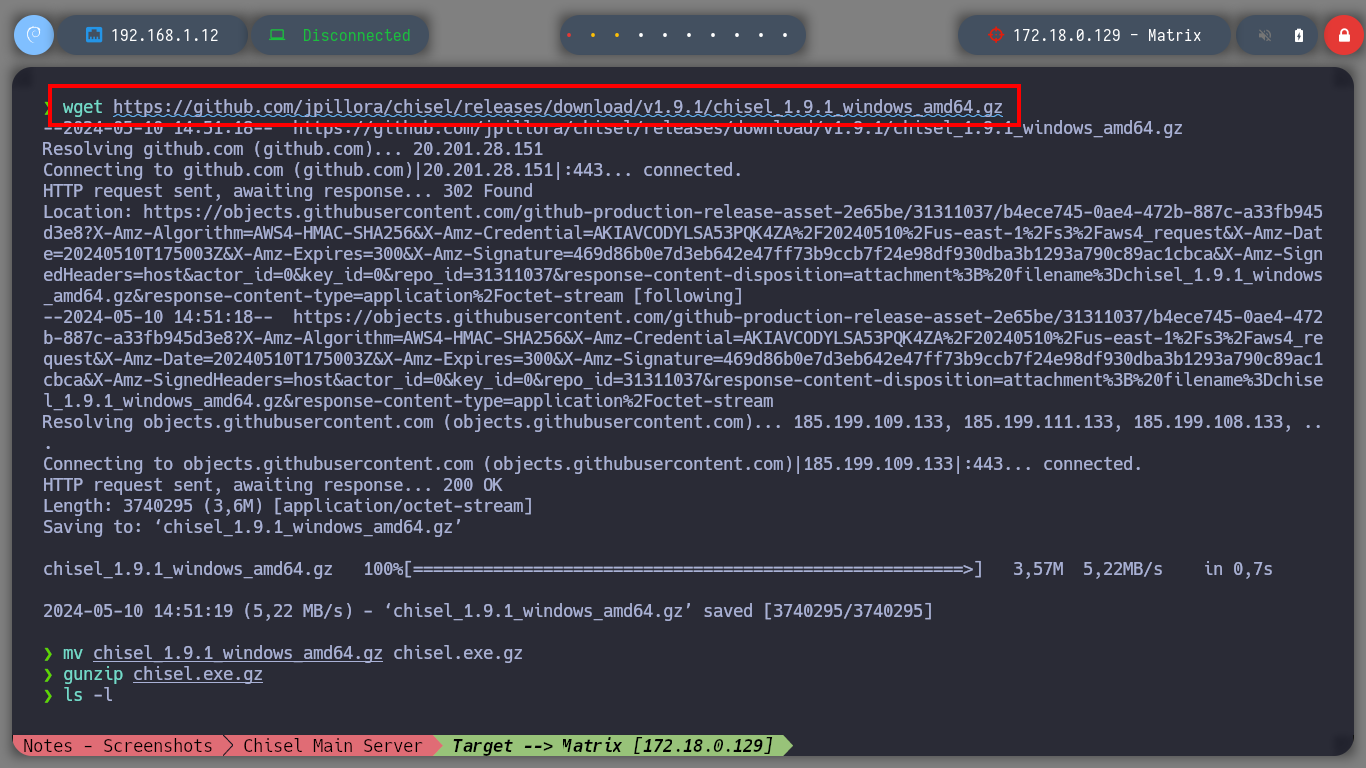 192.168.1.12
Disconnected
172.18.0.129 - Matrix
❯ wget https://github.com/jpillora/chisel/releases/download/v1.9.1/chisel_1.9.1_windows_amd64.gz
--2024-05-10 14:51:18--  https://github.com/jpillora/chisel/releases/download/v1.9.1/chisel_1.9.1_windows_amd64.gz
Resolving github.com (github.com)... 20.201.28.151
Connecting to github.com (github.com)|20.201.28.151|:443... connected.
HTTP request sent, awaiting response... 302 Found
Location: https://objects.githubusercontent.com/github-production-release-asset-2e65be/31311037/b4ece745-0ae4-472b-887c-a33fb945
d3e8?X-Amz-Algorithm=AWS4-HMAC-SHA256&X-Amz-Credential=AKIAVCODYLSA53PQK4ZA%2F20240510%2Fus-east-1%2Fs3%2Faws4_request&X-Amz-Dat
e=20240510T175003Z&X-Amz-Expires=300&X-Amz-Signature=469d86b0e7d3eb642e47ff73b9ccb7f24e98df930dba3b1293a790c89ac1cbca&X-Amz-Sign
edHeaders=host&actor_id=0&key_id=0&repo_id=31311037&response-content-disposition=attachment%3B%20filename%3Dchisel_1.9.1_windows
_amd64.gz&response-content-type=application%2Foctet-stream [following]
--2024-05-10 14:51:18--  https://objects.githubusercontent.com/github-production-release-asset-2e65be/31311037/b4ece745-0ae4-472
b-887c-a33fb945d3e8?X-Amz-Algorithm=AWS4-HMAC-SHA256&X-Amz-Credential=AKIAVCODYLSA53PQK4ZA%2F20240510%2Fus-east-1%2Fs3%2Faws4_re
quest&X-Amz-Date=20240510T175003Z&X-Amz-Expires=300&X-Amz-Signature=469d86b0e7d3eb642e47ff73b9ccb7f24e98df930dba3b1293a790c89ac1
cbca&X-Amz-SignedHeaders=host&actor_id=0&key_id=0&repo_id=31311037&response-content-disposition=attachment%3B%20filename%3Dchise
l_1.9.1_windows_amd64.gz&response-content-type=application%2Foctet-stream
Resolving objects.githubusercontent.com (objects.githubusercontent.com)... 185.199.109.133, 185.199.111.133, 185.199.108.133, ..
.
Connecting to objects.githubusercontent.com (objects.githubusercontent.com)|185.199.109.133|:443... connected.
HTTP request sent, awaiting response... 200 OK
Length: 3740295 (3,6M) [application/octet-stream]
Saving to: ‘chisel_1.9.1_windows_amd64.gz’
chisel_1.9.1_windows_amd64.gz   100%[=======================================================>]   3,57M  5,22MB/s    in 0,7s
2024-05-10 14:51:19 (5,22 MB/s) - ‘chisel_1.9.1_windows_amd64.gz’ saved [3740295/3740295]
❯ mv chisel_1.9.1_windows_amd64.gz chisel.exe.gz
❯ gunzip chisel.exe.gz
❯ ls -l
Notes - Screenshots
Chisel Main Server
Target --> Matrix [172.18.0.129]